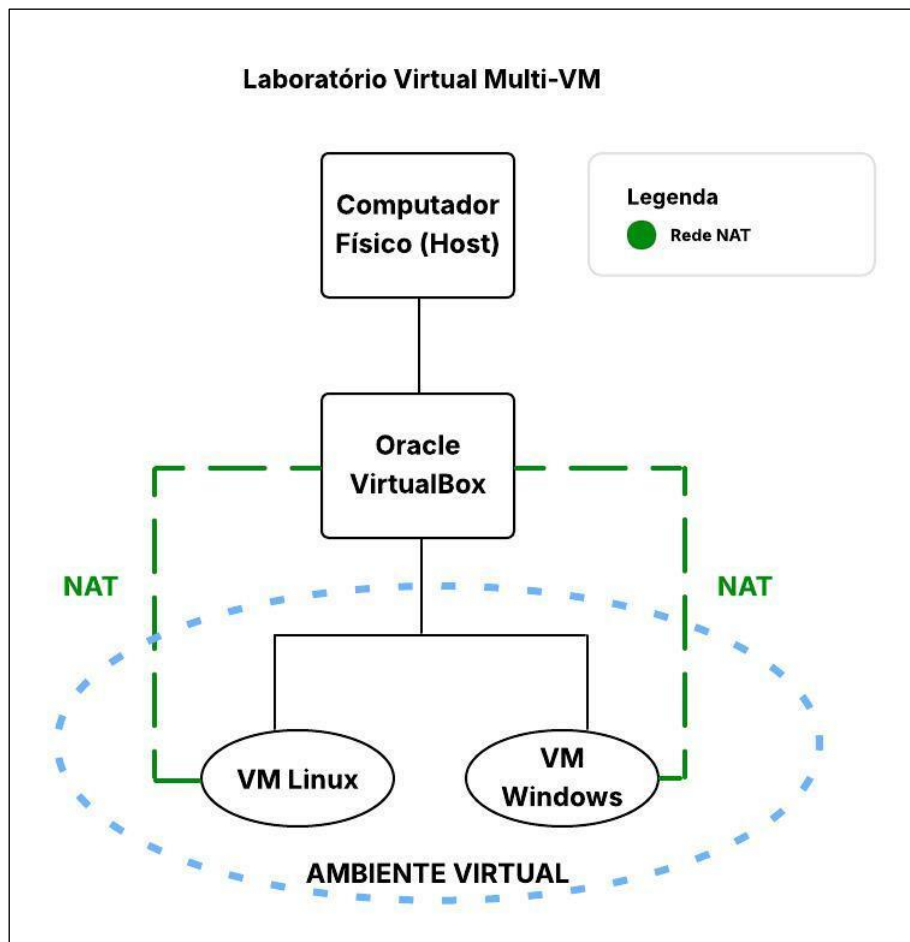 Laboratório Virtual Multi-VM
Computador
Físico (Host)
Legenda
Rede NAT
Oracle
VirtualBox
NAT
NAT
VM Linux
VM
Windows
AMBIENTE VIRTUAL